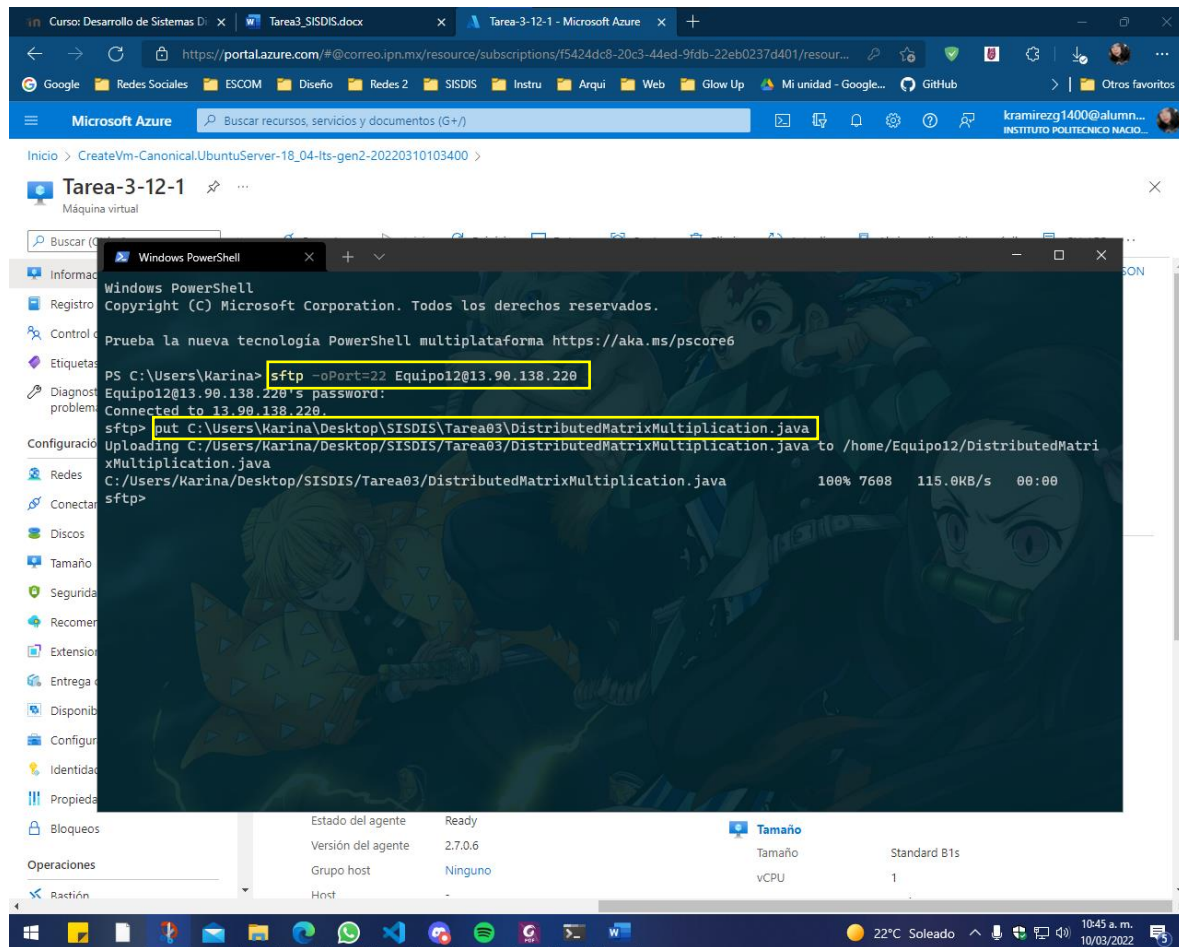 Curso: Desarrollo de Sistemas Di
Tarea3_SISDIS.docx
Tarea-3-12-1 - Microsoft Azure
https://portal.azure.com/#@correo.ipn.mx/resource/subscriptions/f5424dc8-20c3-44ed-9fdb-22eb0237d401/resour...
Google
Redes Sociales
ESCOM
Diseño
Redes 2
SISDIS
Instru
Arqui
Web
Glow Up
Mi unidad - Google...
GitHub
Otros favoritos
Microsoft Azure
Buscar recursos, servicios y documentos (G+/)
kramirezg1400@alumn...
INSTITUTO POLITECNICO NACIO...
Inicio > CreateVm-Canonical.UbuntuServer-18_04-lts-gen2-20220310103400 >
Tarea-3-12-1
Máquina virtual
Buscar (C
Informac
Registro
Control d
Etiquetas
Diagnost
problema
Configuració
Redes
Conectar
Discos
Tamaño
Segurida
Recomen
Extension
Entrega c
Disponib
Configur
Identidad
Propieda
Bloqueos
Operaciones
Bastión
SON
Windows PowerShell
Windows PowerShell
Copyright (C) Microsoft Corporation. Todos los derechos reservados.
Prueba la nueva tecnología PowerShell multiplataforma https://aka.ms/pscore6
PS C:\Users\Karina> sftp -oPort=22 Equipo12@13.90.138.220
Equipo12@13.90.138.220's password:
Connected to 13.90.138.220.
sftp> put C:\Users\Karina\Desktop\SISDIS\Tarea03\DistributedMatrixMultiplication.java
Uploading C:/Users/Karina/Desktop/SISDIS/Tarea03/DistributedMatrixMultiplication.java to /home/Equipo12/DistributedMatri
xMultiplication.java
C:/Users/Karina/Desktop/SISDIS/Tarea03/DistributedMatrixMultiplication.java 100% 7608 115.0KB/s 00:00
sftp>
Estado del agente Ready
Versión del agente 2.7.0.6
Grupo host Ninguno
Host -
Tamaño
Tamaño Standard B1s
vCPU 1
22°C Soleado
10:45 a. m.
10/03/2022
5